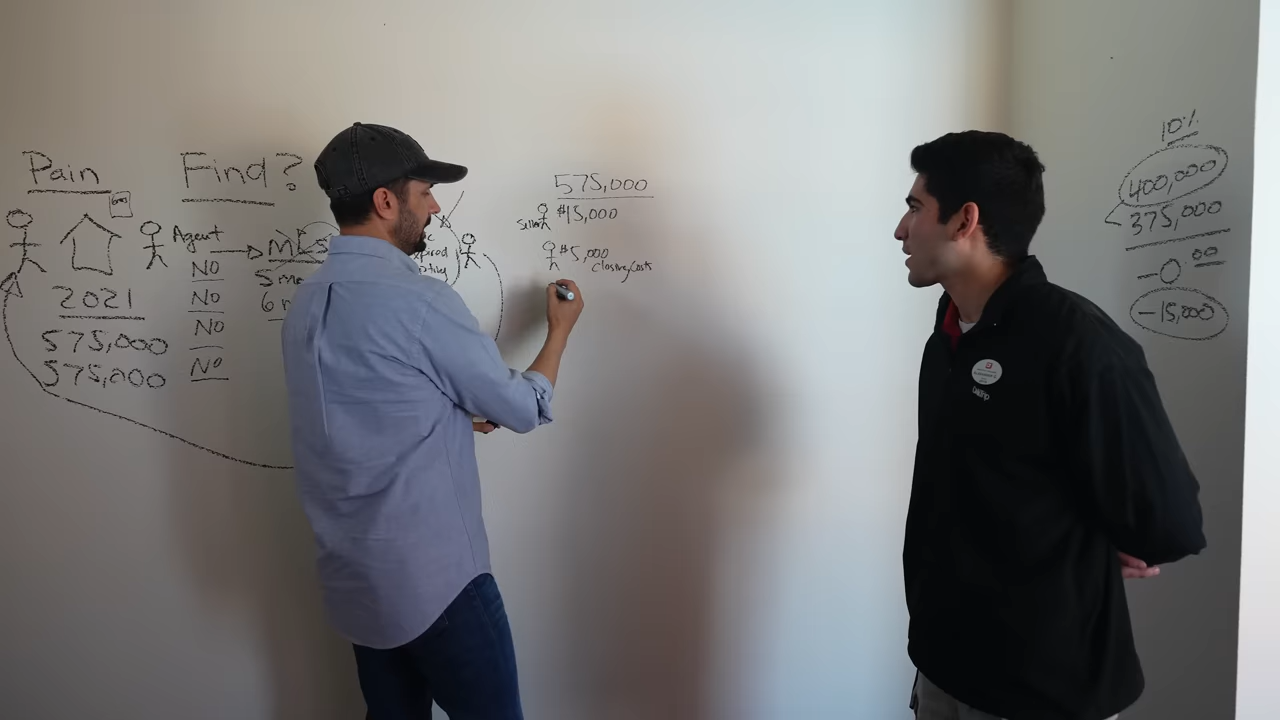 Pain
2021
575,000
575,000
Find?
Agent
NO
NO
NO
NO
MLS
5
6
575,000
Seller $15,000
$5,000
Closing Costs
10%
400,000
375,000
-0.00
-15,000